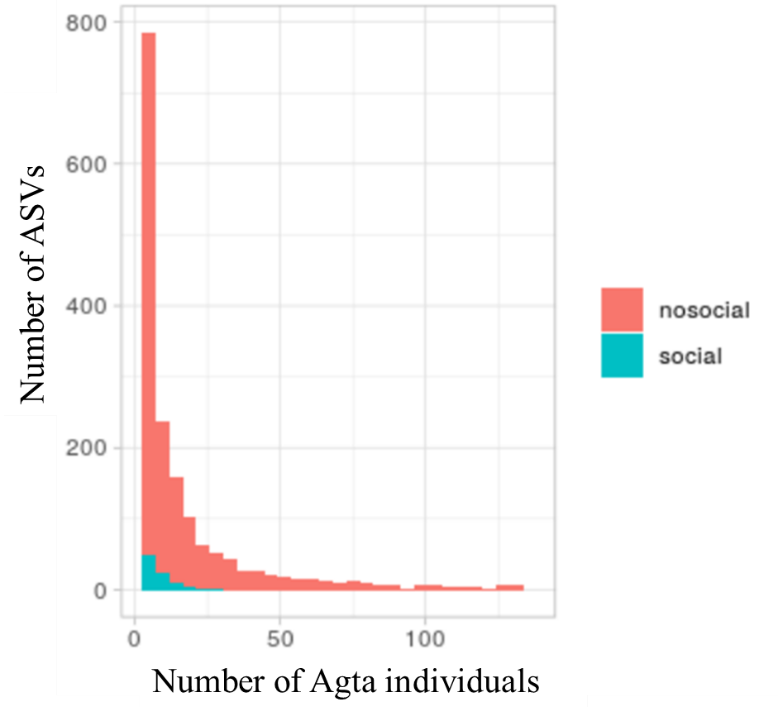 800
600
400
200
0
0 50 100
Number of ASVs
Number of Agta individuals
nosocial
social